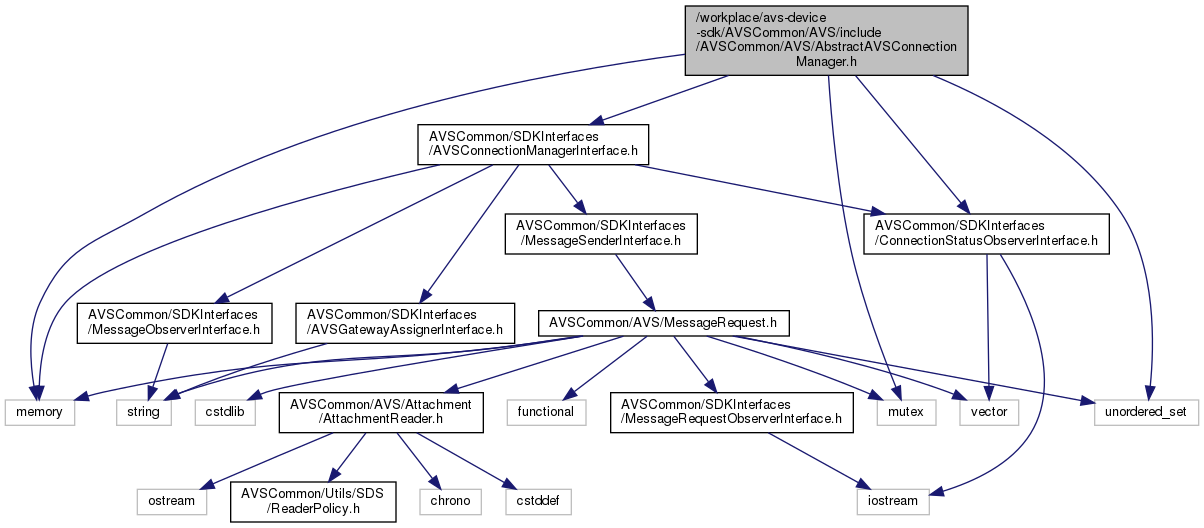 /workplace/avs-device
-sdk/AVSCommon/AVS/include
/AVSCommon/AVS/AbstractAVSConnection
Manager.h
AVSCommon/SDKInterfaces
/AVSConnectionManagerInterface.h
AVSCommon/SDKInterfaces
/MessageSenderInterface.h
AVSCommon/SDKInterfaces
/ConnectionStatusObserverInterface.h
AVSCommon/SDKInterfaces
/MessageObserverInterface.h
AVSCommon/SDKInterfaces
/AVSGatewayAssignerInterface.h
AVSCommon/AVS/MessageRequest.h
memory
string
cstdlib
AVSCommon/AVS/Attachment
/AttachmentReader.h
functional
AVSCommon/SDKInterfaces
/MessageRequestObserverInterface.h
mutex
vector
unordered_set
ostream
AVSCommon/Utils/SDS
/ReaderPolicy.h
chrono
cstddef
iostream